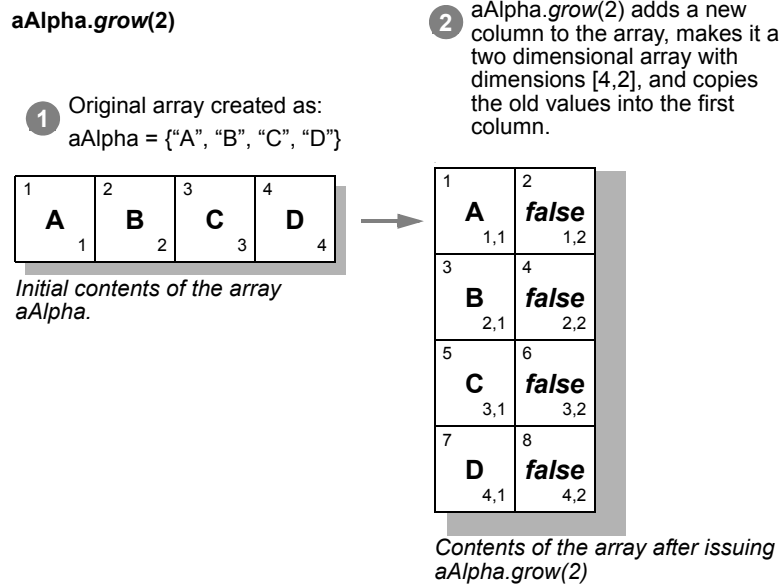 aAlpha.grow(2)
1
Original array created as:
aAlpha = {“A”, “B”, “C”, “D”}
1 2 3 4
A B C D
1 2 3 4
Initial contents of the array
aAlpha.
2
aAlpha.grow(2) adds a new
column to the array, makes it a
two dimensional array with
dimensions [4,2], and copies
the old values into the first
column.
1 2
A false
1,1 1,2
3 4
B false
2,1 2,2
5 6
C false
3,1 3,2
7 8
D false
4,1 4,2
Contents of the array after issuing
aAlpha.grow(2)